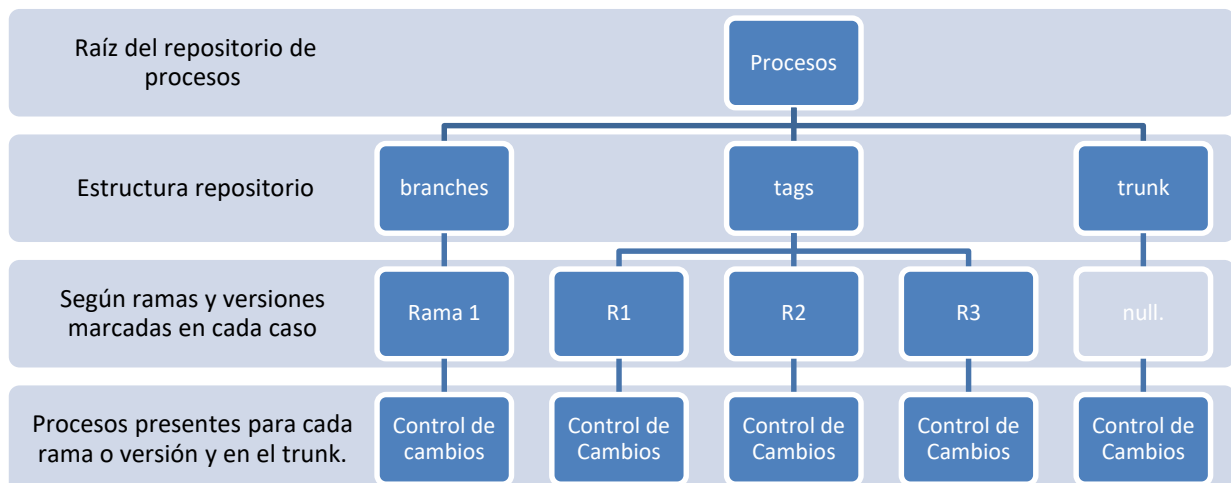 Raíz del repositorio de
procesos
Procesos
Estructura repositorio
branches
tags
trunk
Según ramas y versiones
marcadas en cada caso
Rama 1
R1
R2
R3
null.
Procesos presentes para cada
rama o versión y en el trunk.
Control de
cambios
Control de
Cambios
Control de
Cambios
Control de
Cambios
Control de
Cambios